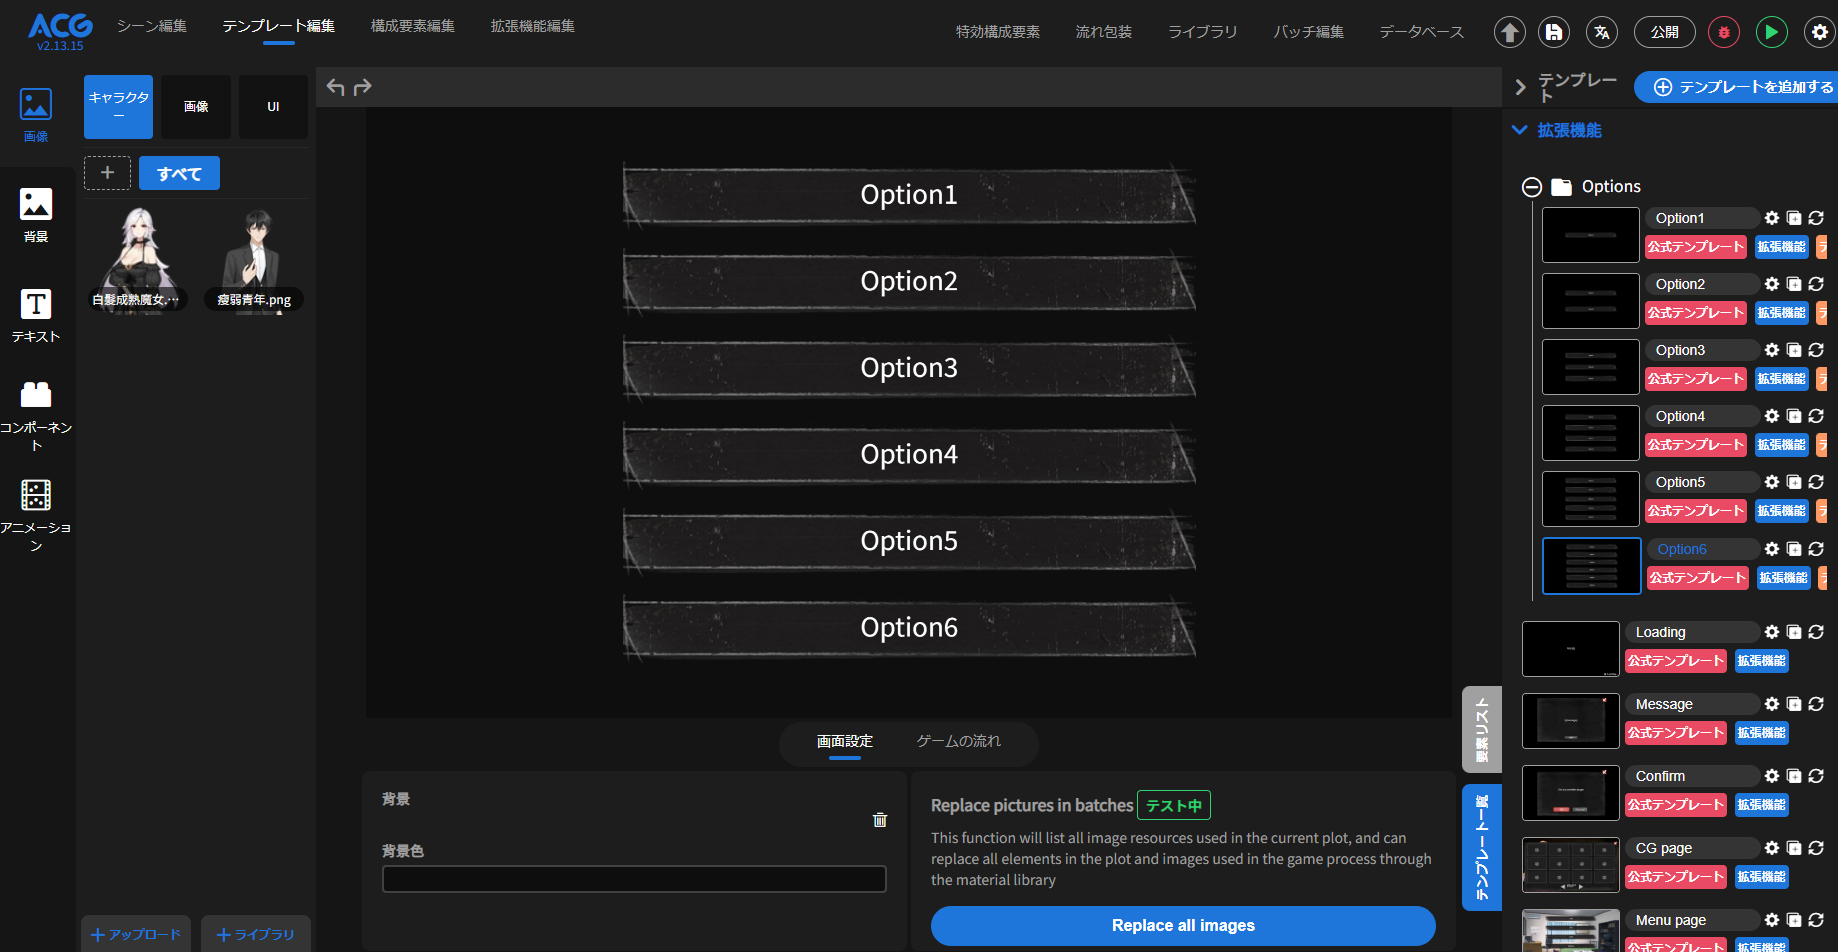 ACG
v2.13.15
シーン編集
テンプレート編集
構成要素編集
拡張機能編集
特効構成要素
流れ包装
ライブラリ
バッチ編集
データベース
公開
画像
背景
テキスト
コンポーネン
ト
アニメーショ
ン
キャラクタ
ー
画像
UI
すべて
白髪成熟魔女....
瘦弱青年.png
アップロード
ライブラリ
Option1
Option2
Option3
Option4
Option5
Option6
画面設定
ゲームの流れ
背景
背景色
Replace pictures in batches
テスト中
This function will list all image resources used in the current plot, and can
replace all elements in the plot and images used in the game process through
the material library
Replace all images
要素リスト
テンプレート一覧
テンプレー
ト
テンプレートを追加する
拡張機能
Options
Option1
公式テンプレート
拡張機能
テ
Option2
公式テンプレート
拡張機能
テ
Option3
公式テンプレート
拡張機能
テ
Option4
公式テンプレート
拡張機能
テ
Option5
公式テンプレート
拡張機能
テ
Option6
公式テンプレート
拡張機能
テ
Loading
公式テンプレート
拡張機能
Message
公式テンプレート
拡張機能
Confirm
公式テンプレート
拡張機能
CG page
公式テンプレート
拡張機能
Menu page
公式テンプレート
拡張機能